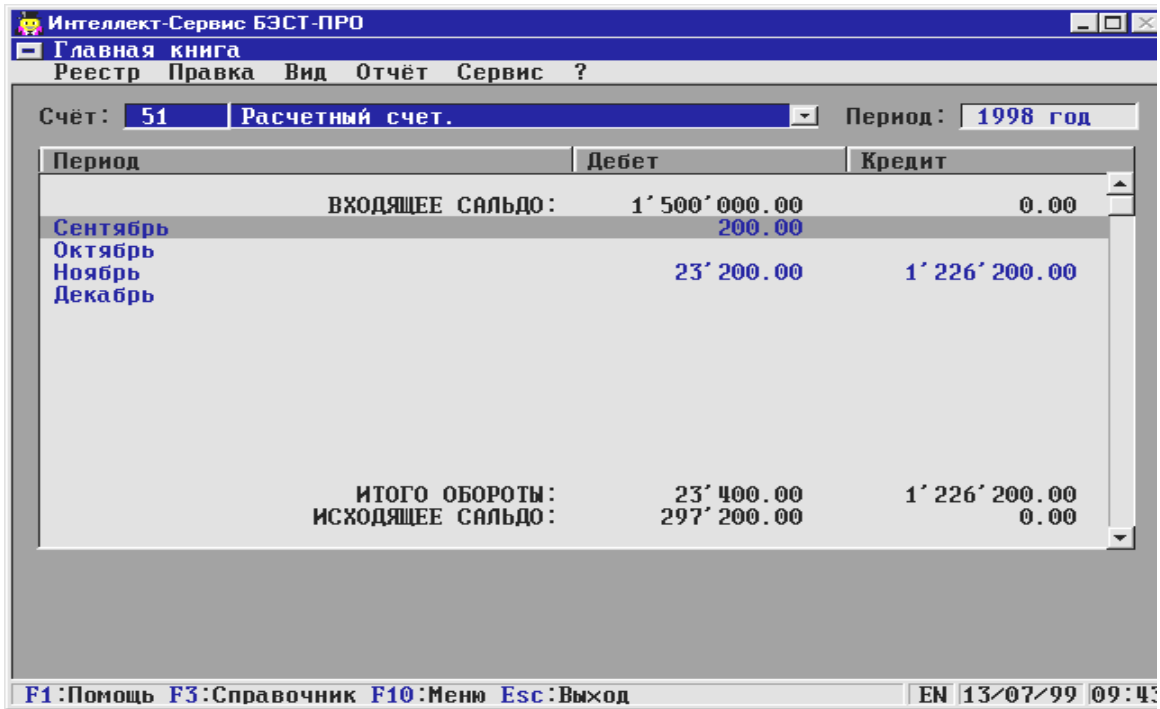 Интеллект-Сервис БЭСТ-ПРО
Главная книга
Реестр Правка Вид Отчёт Сервис ?
Счёт: 51 Расчетный счет. Период: 1998 год
Период Дебет Кредит
ВХОДЯЩЕЕ САЛЬДО: 1'500'000.00 0.00
Сентябрь 200.00
Октябрь
Ноябрь 23'200.00 1'226'200.00
Декабрь
ИТОГО ОБОРОТЫ: 23'400.00 1'226'200.00
ИСХОДЯЩЕЕ САЛЬДО: 297'200.00 0.00
F1:Помощь F3:Справочник F10:Меню Esc:Выход EN 13/07/99 09:43